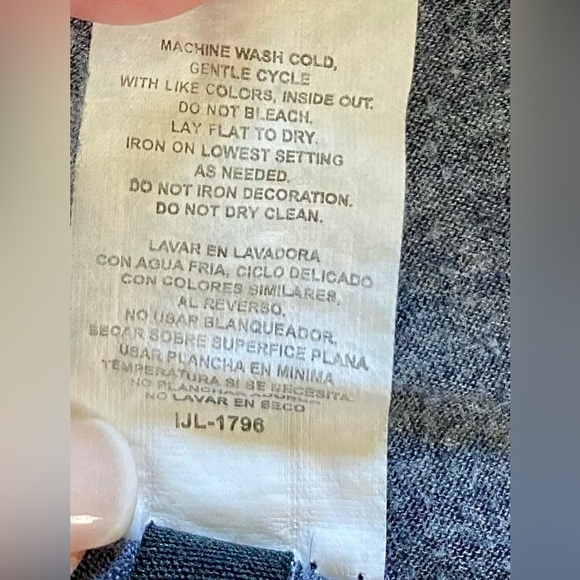 MACHINE WASH COLD,
GENTLE CYCLE
WITH LIKE COLORS, INSIDE OUT.
DO NOT BLEACH.
LAY FLAT TO DRY.
IRON ON LOWEST SETTING
AS NEEDED.
DO NOT IRON DECORATION.
DO NOT DRY CLEAN.
LAVAR EN LAVADORA
CON AGUA FRIA, CICLO DELICADO
CON COLORES SIMILARES,
AL REVERSO.
NO USAR BLANQUEADOR.
SECAR SOBRE SUPERFICE PLANA
USAR PLANCHA EN MINIMA
TEMPERATURA SI SE NECESITA.
NO PLANCHAR ADORNO.
NO LAVAR EN SECO
IJL-1796